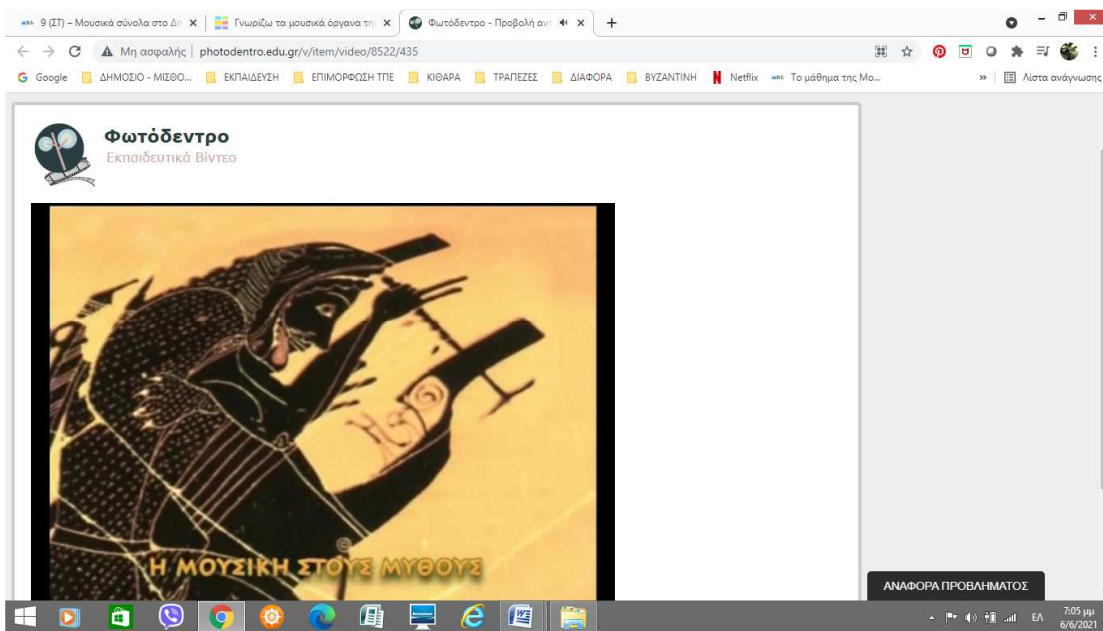 9 (ΣΤ) – Μουσικά σύνολα στο Δη
Γνωρίζω τα μουσικά όργανα τη
Φωτόδεντρο - Προβολή αντ
Μη ασφαλής
photodentro.edu.gr/v/item/video/8522/435
Google
ΔΗΜΟΣΙΟ - ΜΙΣΘΟ...
ΕΚΠΑΙΔΕΥΣΗ
ΕΠΙΜΟΡΦΩΣΗ ΤΠΕ
ΚΙΘΑΡΑ
ΤΡΑΠΕΖΕΣ
ΔΙΑΦΟΡΑ
BYZANTINH
Netflix
Το μάθημα της Μο...
»
Λίστα ανάγνωσης
Φωτόδεντρο
Εκπαιδευτικά Βίντεο
©
Η ΜΟΥΣΙΚΗ ΣΤΟΥΣ ΜΥΘΟΥΣ
ΑΝΑΦΟΡΑ ΠΡΟΒΛΗΜΑΤΟΣ
ΕΛ
7:05 μμ
6/6/2021